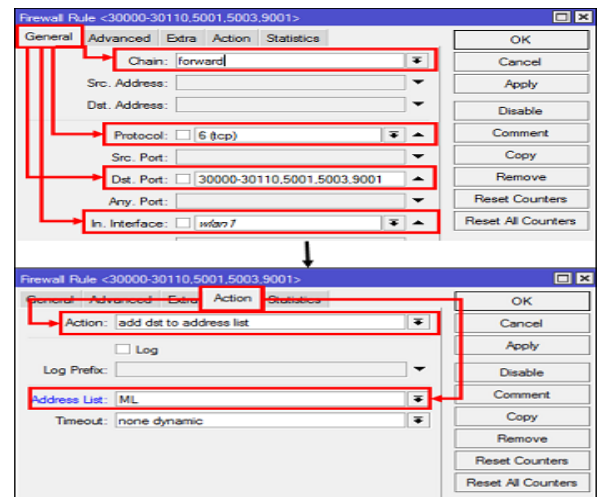 Firewall Rule <30000-30110,5001,5003,9001>
General Advanced Extra Action Statistics
OK
Chain: forward
Cancel
Src. Address:
Apply
Dst. Address:
Disable
Protocol: 6 (tcp)
Comment
Src. Port:
Copy
Dst. Port: 30000-30110,5001,5003,9001
Remove
Any. Port:
Reset Counters
In. Interface: wlan1
Reset All Counters
Firewall Rule <30000-30110,5001,5003,9001>
General Advanced Extra Action Statistics
OK
Action: add dst to address list
Cancel
Log
Apply
Log Prefix:
Disable
Address List: ML
Comment
Timeout: none dynamic
Copy
Remove
Reset Counters
Reset All Counters